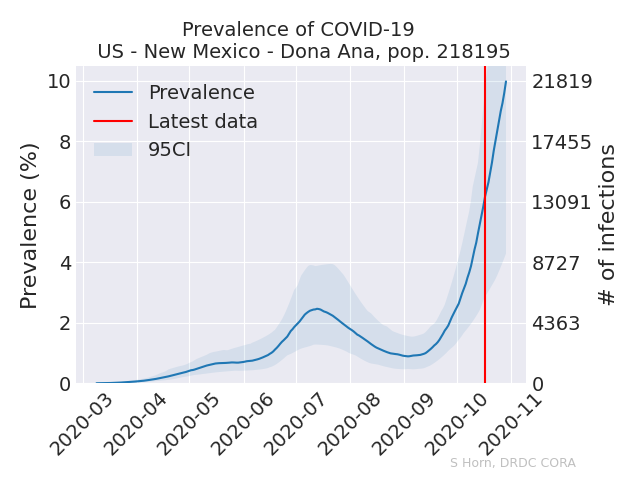 Prevalence of COVID-19
US - New Mexico - Dona Ana, pop. 218195
Prevalence (%)
10
8
6
4
2
0
Prevalence
Latest data
95CI
21819
17455
13091
8727
4363
0
# of infections
2020-03
2020-04
2020-05
2020-06
2020-07
2020-08
2020-09
2020-10
2020-11
S Horn, DRDC CORA